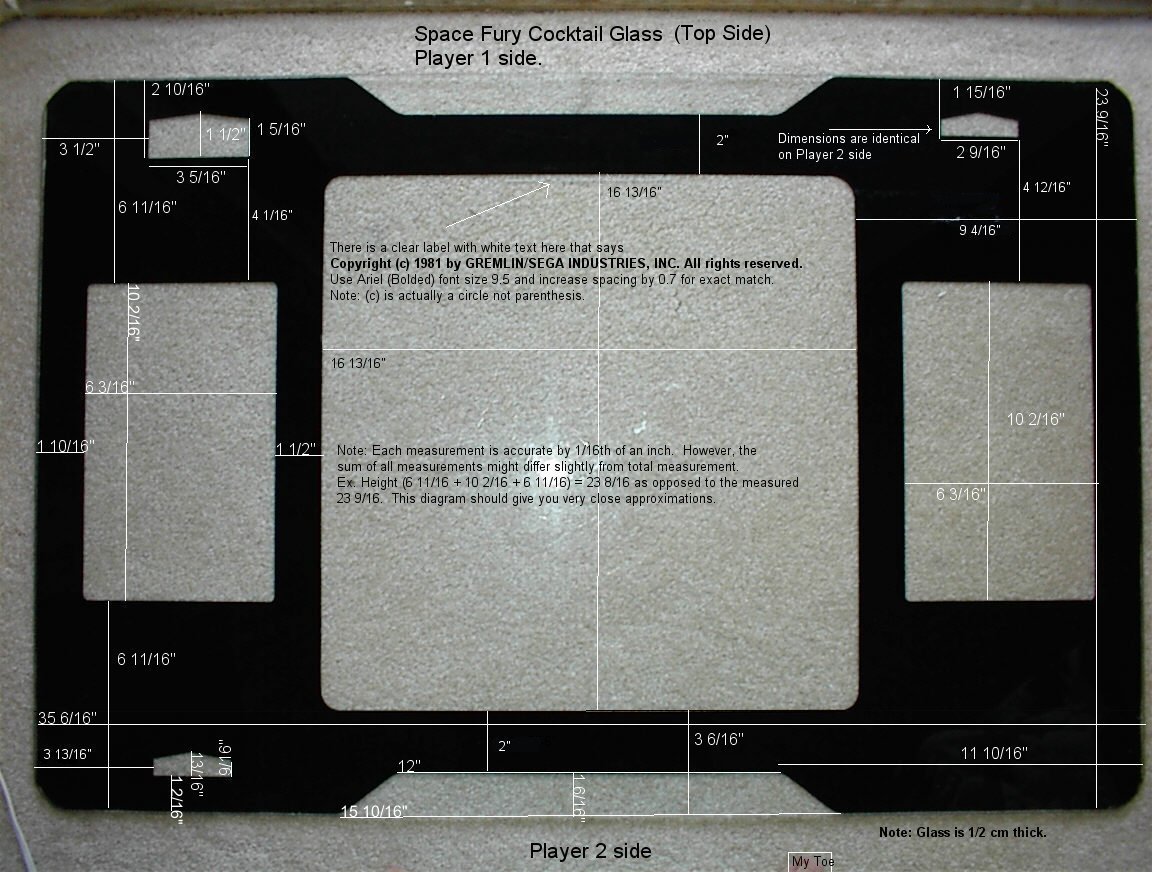 Space Fury Cocktail Glass (Top Side)
Player 1 side.
2 10/16"
1 15/16"
23 9/16"
1 1/2"
1 5/16"
3 1/2"
2"
Dimensions are identical
on Player 2 side
2 9/16"
3 5/16"
4 12/16"
16 13/16"
6 11/16"
4 1/16"
9 4/16"
There is a clear label with white text here that says
Copyright (c) 1981 by GREMLIN/SEGA INDUSTRIES, INC. All rights reserved.
Use Ariel (Bolded) font size 9.5 and increase spacing by 0.7 for exact match.
Note: (c) is actually a circle not parenthesis.
10 2/16"
16 13/16"
6 3/16"
10 2/16"
1 10/16"
1 1/2"
Note: Each measurement is accurate by 1/16th of an inch. However, the
sum of all measurements might differ slightly from total measurement.
Ex. Height (6 11/16 + 10 2/16 + 6 11/16) = 23 8/16 as opposed to the measured
23 9/16. This diagram should give you very close approximations.
6 3/16"
6 11/16"
35 6/16"
3 13/16"
13/16"
9/16"
1 2/16"
2"
3 6/16"
11 10/16"
12"
1 6/16"
15 10/16"
Note: Glass is 1/2 cm thick.
Player 2 side
My Toe